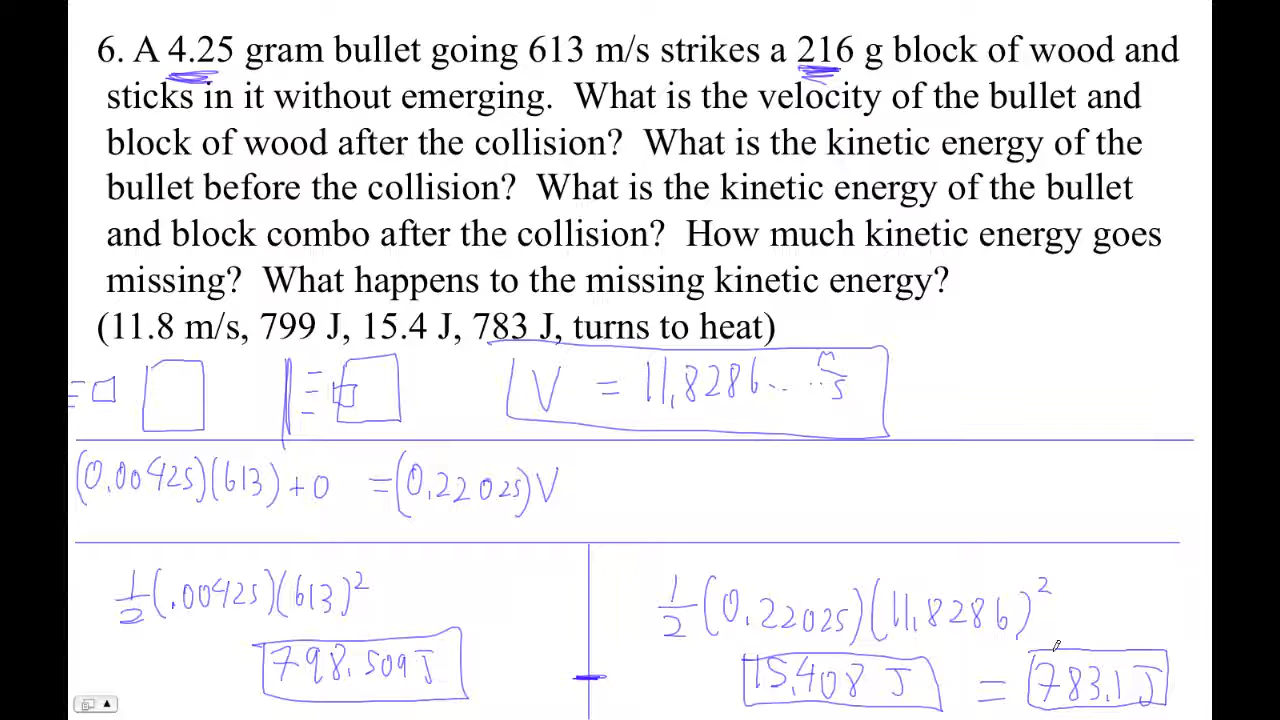 6. A 4.25 gram bullet going 613 m/s strikes a 216 g block of wood and
sticks in it without emerging. What is the velocity of the bullet and
block of wood after the collision? What is the kinetic energy of the
bullet before the collision? What is the kinetic energy of the bullet
and block combo after the collision? How much kinetic energy goes
missing? What happens to the missing kinetic energy?
(11.8 m/s, 799 J, 15.4 J, 783 J, turns to heat)
V = 11.8286... ... m/s
(0.00425)(613) + 0 = (0.22025)V
1/2 (.00425)(613)²
798.509 J
1/2 (0.22025)(11.8286)²
15.408 J = 783.1 J